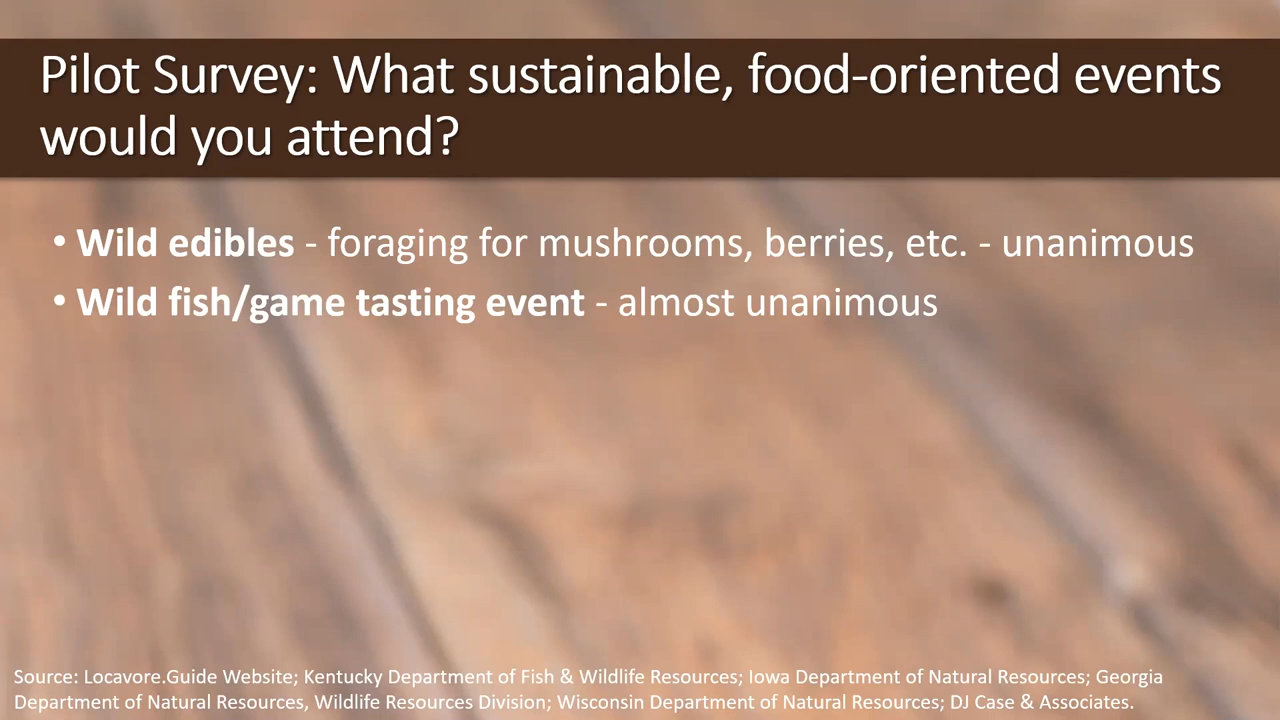 Pilot Survey: What sustainable, food-oriented events
would you attend?
• Wild edibles - foraging for mushrooms, berries, etc. - unanimous
• Wild fish/game tasting event - almost unanimous
Source: Locavore.Guide Website; Kentucky Department of Fish & Wildlife Resources; Iowa Department of Natural Resources; Georgia
Department of Natural Resources, Wildlife Resources Division; Wisconsin Department of Natural Resources; DJ Case & Associates.